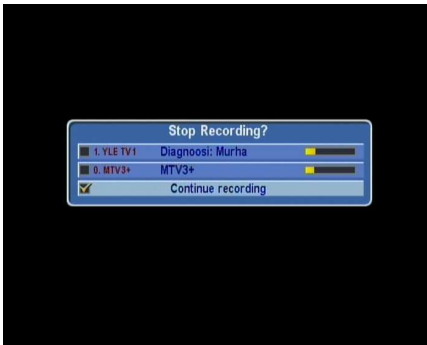 Stop Recording?
1. YLE TV1 Diagnoosi: Murha
0. MTV3+ MTV3+
Continue recording